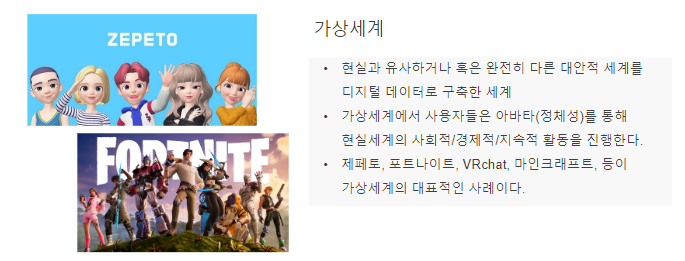 ZEPETO
FORTNITE
가상세계
• 현실과 유사하거나 혹은 완전히 다른 대안적 세계를
디지털 데이터로 구축한 세계
• 가상세계에서 사용자들은 아바타(정체성)를 통해
현실세계의 사회적/경제적/지속적 활동을 진행한다.
• 제페토, 포트나이트, VRchat, 마인크래프트, 등이
가상세계의 대표적인 사례이다.